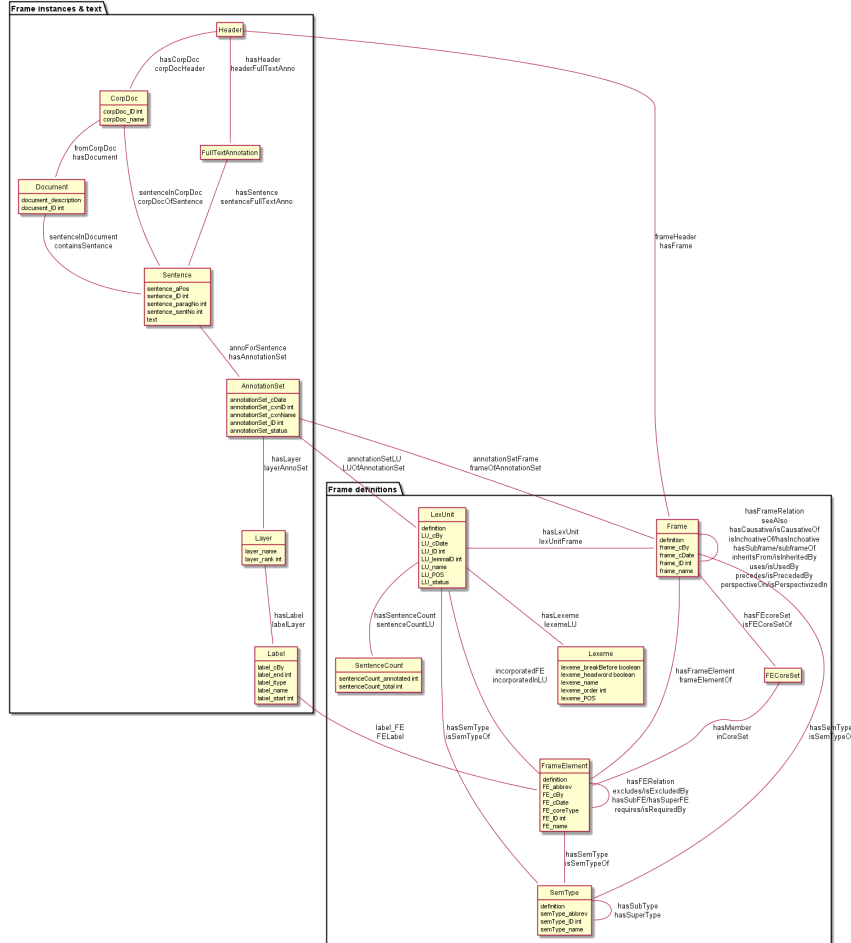 Frame instances & text
Header
hasCorpDoc
corpDocHeader
hasHeader
headerFullTextAnno
CorpDoc
corpDoc_ID int
corpDoc_name
fromCorpDoc
hasDocument
FullTextAnnotation
Document
document_description
document_ID int
sentenceInCorpDoc
corpDocOfSentence
hasSentence
sentenceFullTextAnno
sentenceInDocument
containsSentence
frameHeader
hasFrame
Sentence
sentence_aPos
sentence_ID int
sentence_paragNo int
sentence_sentNo int
text
annoForSentence
hasAnnotationSet
AnnotationSet
annotationSet_cDate
annotationSet_cxnID int
annotationSet_cxnName
annotationSet_ID int
annotationSet_status
hasLayer
layerAnnoSet
annotationSetLU
LUOfAnnotationSet
annotationSetFrame
frameOfAnnotationSet
Frame definitions
LexUnit
definition
LU_cBy
LU_cDate
LU_ID int
LU_lemmaID int
LU_name
LU_POS
LU_status
hasLexUnit
lexUnitFrame
Frame
definition
frame_cBy
frame_cDate
frame_ID int
frame_name
hasFrameRelation
seeAlso
hasCausative/isCausativeOf
isInchoativeOf/hasInchoative
hasSubframe/subframeOf
inheritsFrom/isInheritedBy
uses/isUsedBy
precedes/isPrecededBy
perspectiveOn/isPerspectivizedIn
Layer
layer_name
layer_rank int
hasLabel
labelLayer
hasSentenceCount
sentenceCountLU
hasLexeme
lexemeLU
hasFEcoreSet
isFECoreSetOf
Label
label_cBy
label_end int
label_itype
label_name
label_start int
SentenceCount
sentenceCount_annotated int
sentenceCount_total int
Lexeme
lexeme_breakBefore boolean
lexeme_headword boolean
lexeme_name
lexeme_order int
lexeme_POS
incorporatedFE
incorporatedInLU
hasFrameElement
frameElementOf
FECoreSet
label_FE
FELabel
hasSemType
isSemTypeOf
hasMember
inCoreSet
hasSemType
isSemTypeOf
FrameElement
definition
FE_abbrev
FE_cBy
FE_cDate
FE_coreType
FE_ID int
FE_name
hasFERelation
excludes/isExcludedBy
hasSubFE/hasSuperFE
requires/isRequiredBy
hasSemType
isSemTypeOf
SemType
definition
semType_abbrev
semType_ID int
semType_name
hasSubType
hasSuperType